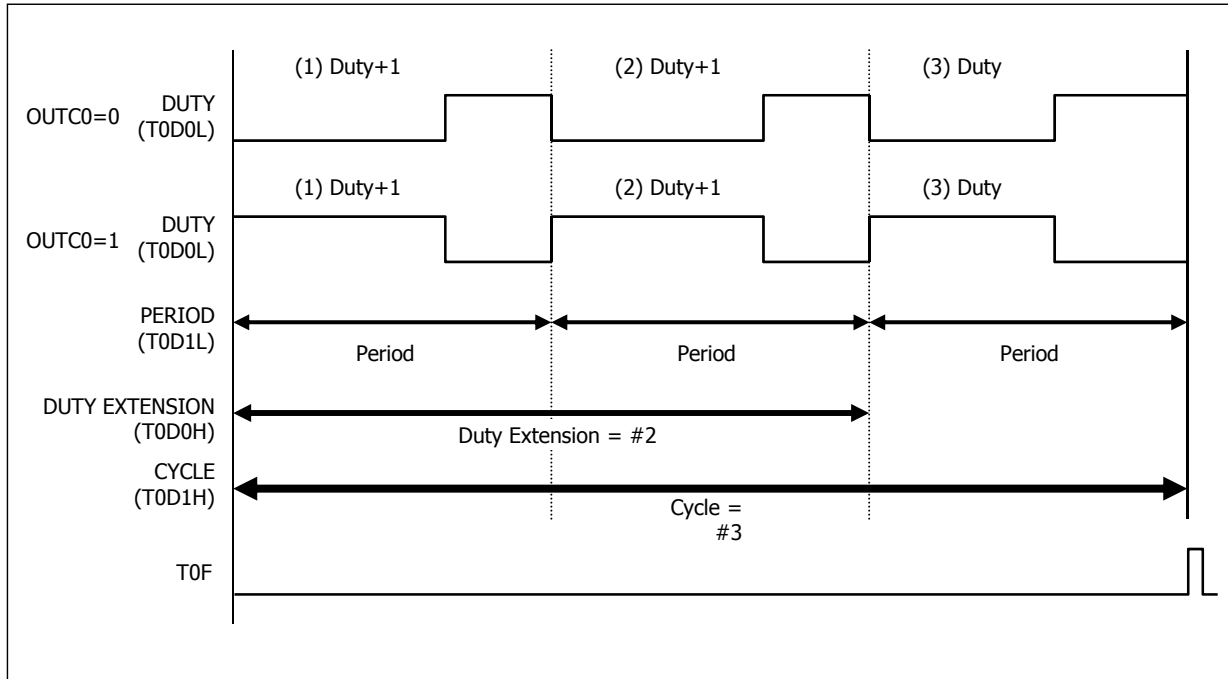 (1) Duty+1
(2) Duty+1
(3) Duty
OUTC0=0
DUTY
(T0D0L)
(1) Duty+1
(2) Duty+1
(3) Duty
OUTC0=1
DUTY
(T0D0L)
PERIOD
(T0D1L)
Period
Period
Period
DUTY EXTENSION
(T0D0H)
Duty Extension = #2
CYCLE
(T0D1H)
Cycle =
#3
T0F